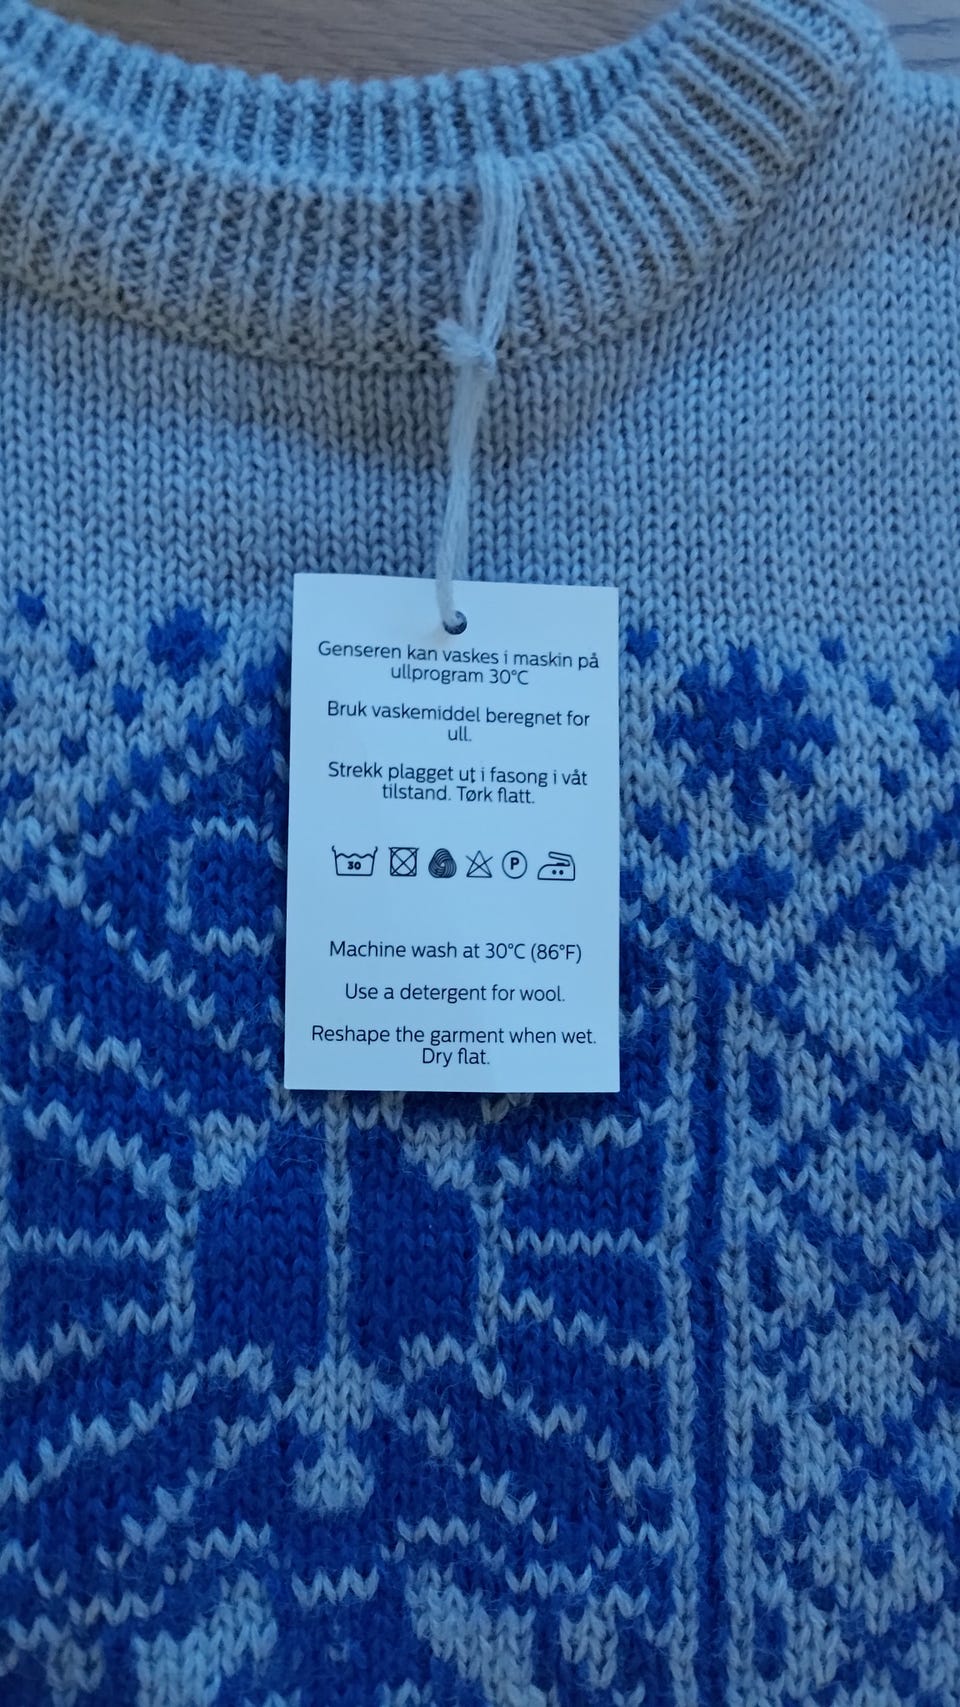 Genseren kan vaskes i maskin på
ullprogram 30°C
Bruk vaskemiddel beregnet for
ull.
Strekk plagget ut i fasong i våt
tilstand. Tørk flatt.
30 P
Machine wash at 30°C (86°F)
Use a detergent for wool.
Reshape the garment when wet.
Dry flat.